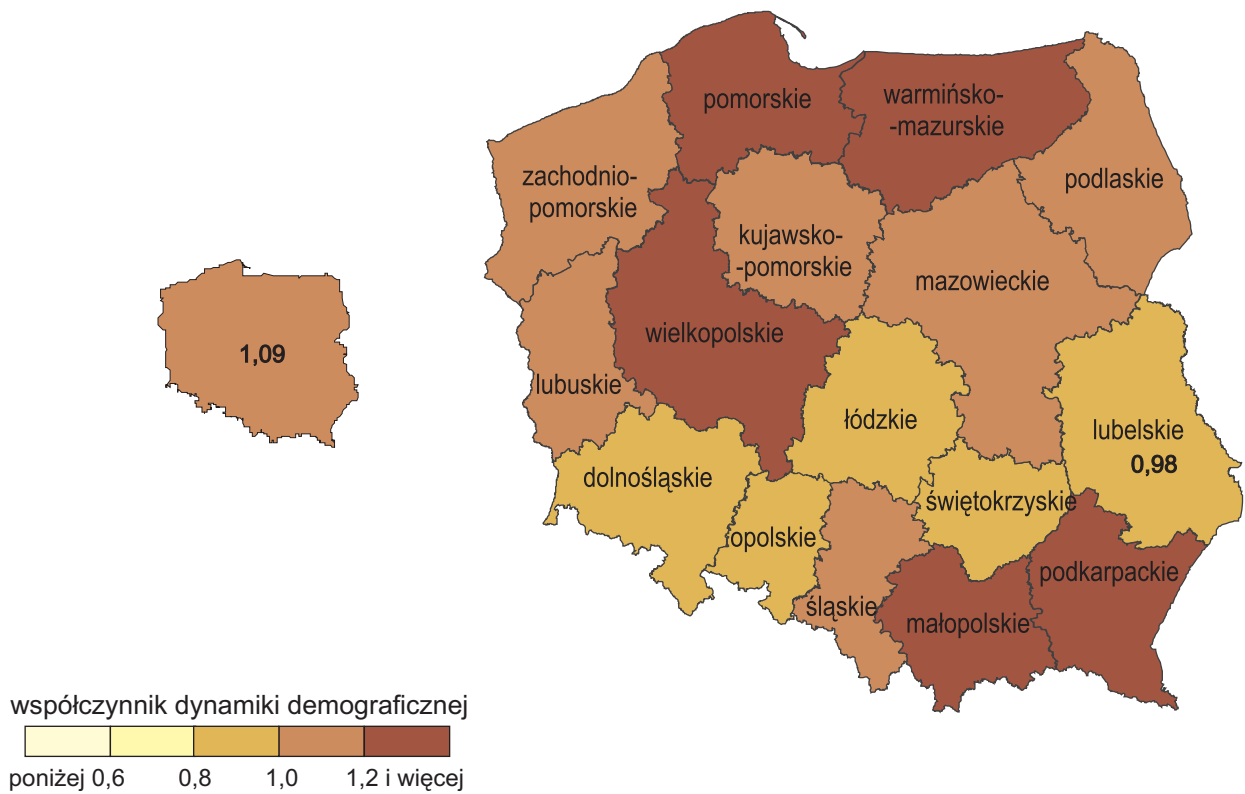 pomorskie
warmińsko-
-mazurskie
zachodnio-
pomorskie
podlaskie
kujawsko-
-pomorskie
mazowieckie
wielkopolskie
1,09
lubuskie
łódzkie
lubelskie
0,98
dolnośląskie
świętokrzyskie
opolskie
podkarpackie
śląskie
małopolskie
współczynnik dynamiki demograficznej
poniżej 0,6 0,8 1,0 1,2 i więcej